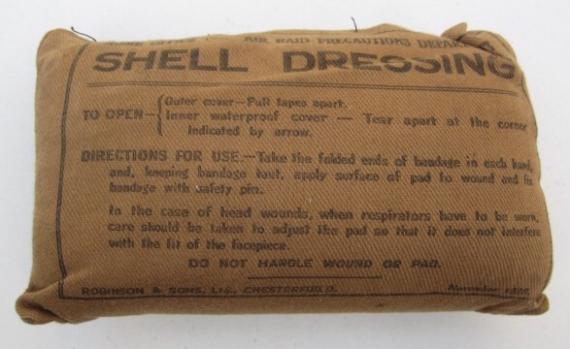 HOME OFFICE — AIR RAID PRECAUTIONS
SHELL DRESSING
TO OPEN— Outer cover—Pull tapes apart.
Inner waterproof cover — Tear apart at the corner
indicated by arrow.
DIRECTIONS FOR USE.—Take the folded ends of bandage in each hand,
and, keeping bandage taut, apply surface of pad to wound and fix
bandage with safety pin.
In the case of head wounds, when respirators have to be worn,
care should be taken to adjust the pad so that it does not interfere
with the fit of the facepiece.
DO NOT HANDLE WOUND OR PAD.
ROBINSON & SONS, Ltd., CHESTERFIELD. November